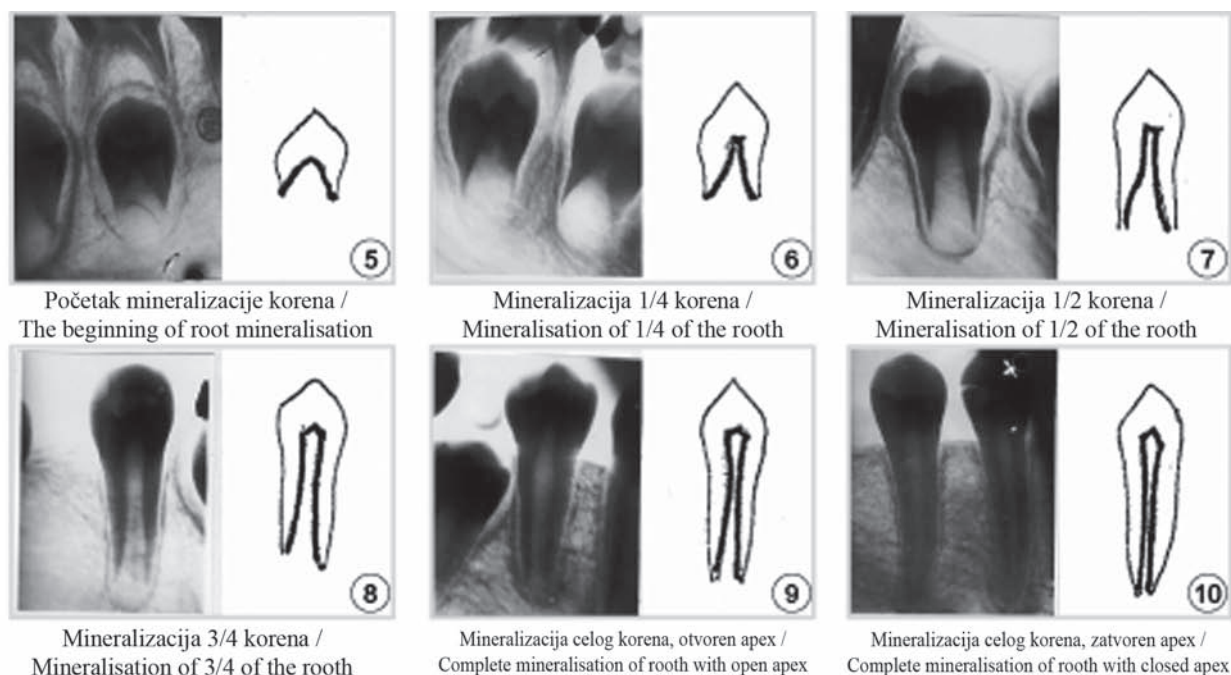 5
6
7
Početak mineralizacije korena /
The beginning of root mineralisation
Mineralizacija 1/4 korena /
Mineralisation of 1/4 of the rooth
Mineralizacija 1/2 korena /
Mineralisation of 1/2 of the rooth
8
9
10
Mineralizacija 3/4 korena /
Mineralisation of 3/4 of the rooth
Mineralizacija celog korena, otvoren apex /
Complete mineralisation of rooth with open apex
Mineralizacija celog korena, zatvoren apex /
Complete mineralisation of rooth with closed apex